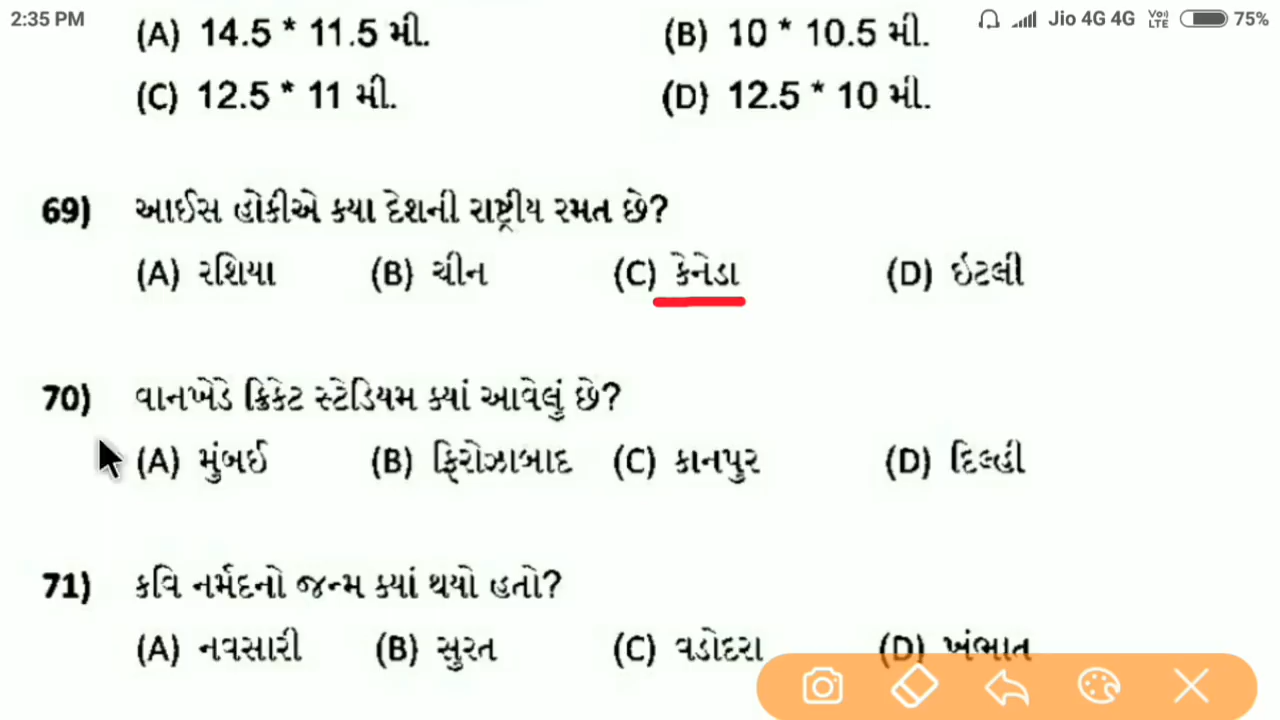 2:35 PM Jio 4G 4G Vo) LTE 75%
(A) 14.5 * 11.5 મી. (B) 10 * 10.5 મી.
(C) 12.5 * 11 મી. (D) 12.5 * 10 મી.
69) આઈસ હોકીએ ક્યા દેશની રાષ્ટ્રીય રમત છે?
(A) રશિયા (B) ચીન (C) કેનેડા (D) ઇટલી
70) વાનખેડે ક્રિકેટ સ્ટેડિયમ ક્યાં આવેલું છે?
(A) મુંબઈ (B) ફિરોઝાબાદ (C) કાનપુર (D) દિલ્હી
71) કવિ નર્મદનો જન્મ ક્યાં થયો હતો?
(A) નવસારી (B) સુરત (C) વડોદરા (D) ખંભાત